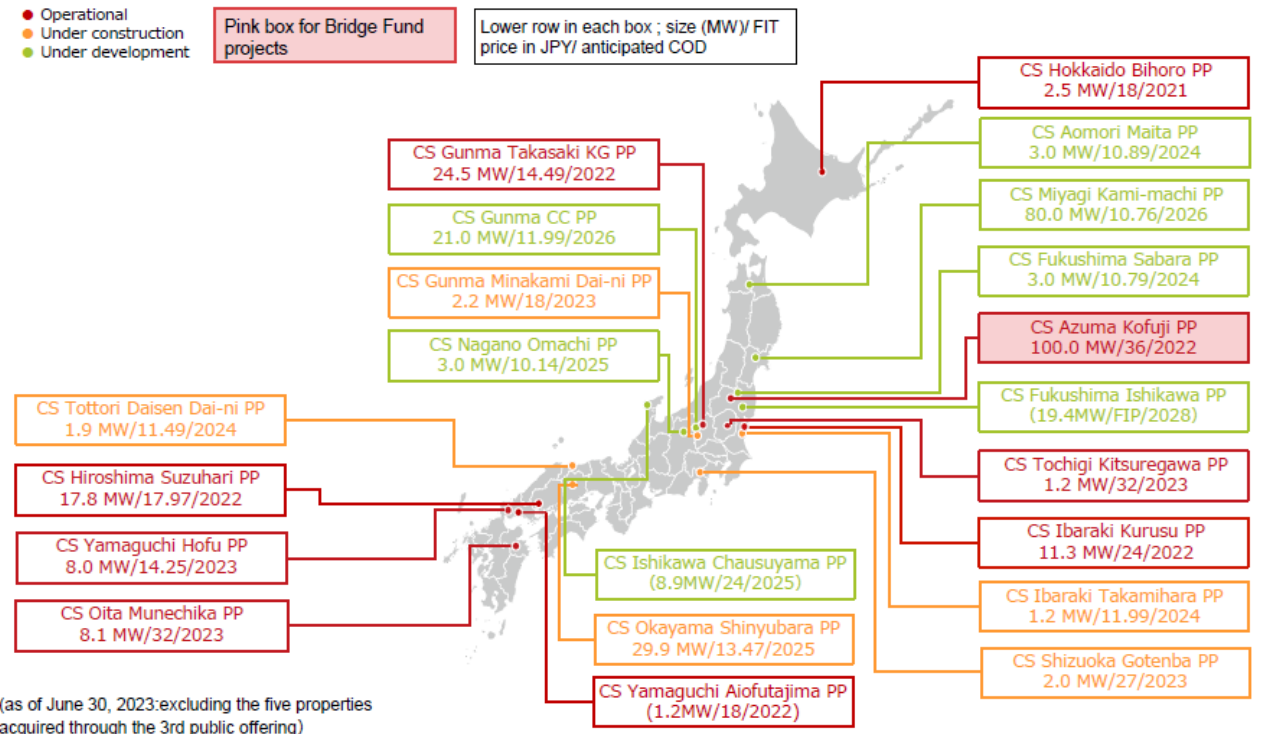 Operational
Under construction
Under development
Pink box for Bridge Fund
projects
Lower row in each box ; size (MW)/ FIT
price in JPY/ anticipated COD
CS Hokkaido Bihoro PP
2.5 MW/18/2021
CS Aomori Maita PP
3.0 MW/10.89/2024
CS Miyagi Kami-machi PP
80.0 MW/10.76/2026
CS Fukushima Sabara PP
3.0 MW/10.79/2024
CS Azuma Kofuji PP
100.0 MW/36/2022
CS Fukushima Ishikawa PP
(19.4MW/FIP/2028)
CS Tochigi Kitsuregawa PP
1.2 MW/32/2023
CS Ibaraki Kurusu PP
11.3 MW/24/2022
CS Ibaraki Takamihara PP
1.2 MW/11.99/2024
CS Shizuoka Gotenba PP
2.0 MW/27/2023
CS Gunma Takasaki KG PP
24.5 MW/14.49/2022
CS Gunma CC PP
21.0 MW/11.99/2026
CS Gunma Minakami Dai-ni PP
2.2 MW/18/2023
CS Nagano Omachi PP
3.0 MW/10.14/2025
CS Tottori Daisen Dai-ni PP
1.9 MW/11.49/2024
CS Hiroshima Suzuhari PP
17.8 MW/17.97/2022
CS Yamaguchi Hofu PP
8.0 MW/14.25/2023
CS Oita Munechika PP
8.1 MW/32/2023
CS Ishikawa Chausuyama PP
(8.9MW/24/2025)
CS Okayama Shinyubara PP
29.9 MW/13.47/2025
CS Yamaguchi Aiofutajima PP
(1.2MW/18/2022)
(as of June 30, 2023:excluding the five properties
acquired through the 3rd public offering)